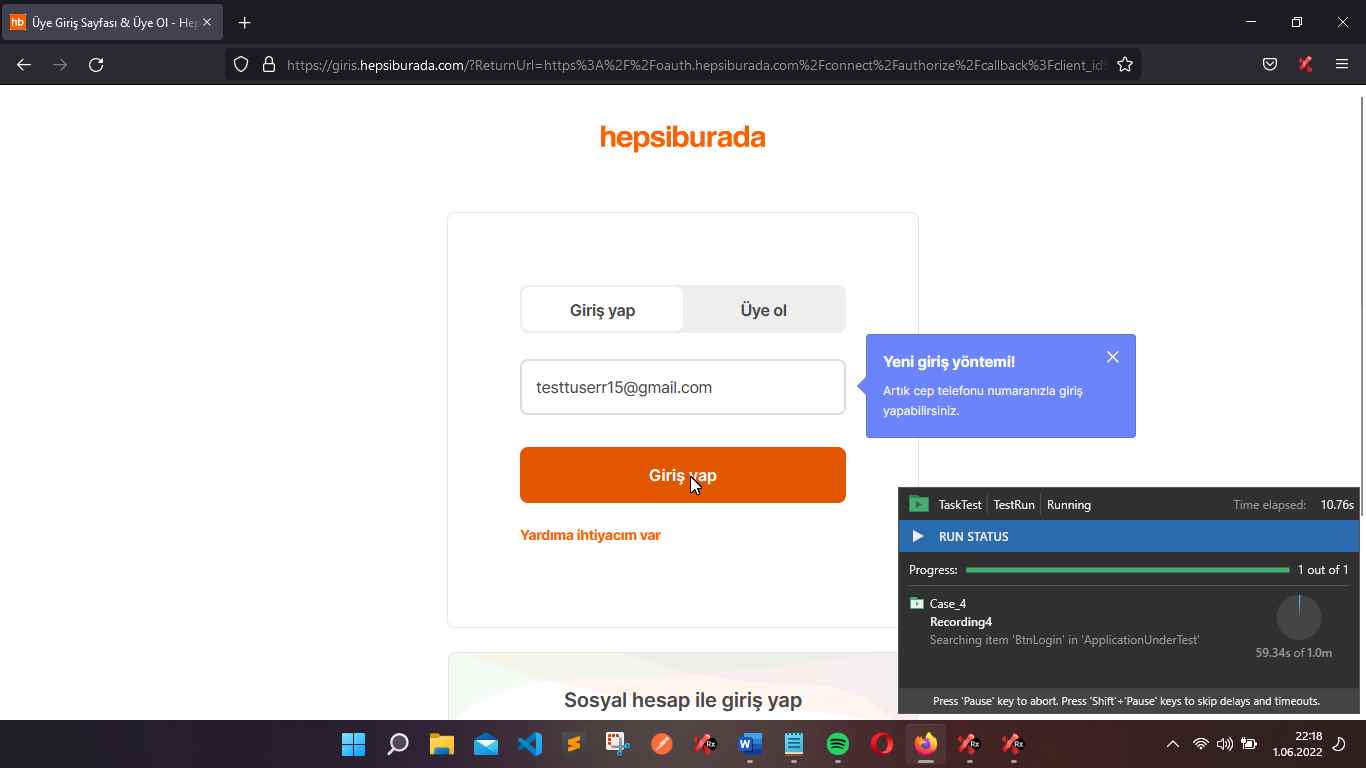 hb Üye Giriş Sayfası & Üye Ol - Hep
https://giris.hepsiburada.com/?ReturnUrl=https%3A%2F%2Foauth.hepsiburada.com%2Fconnect%2Fauthorize%2Fcallback%3Fclient_id
hepsiburada
Giriş yap Üye ol
testtuserr15@gmail.com
Yeni giriş yöntemi!
Artık cep telefonu numaranızla giriş
yapabilirsiniz.
Giriş yap
Yardıma ihtiyacım var
Sosyal hesap ile giriş yap
TaskTest TestRun Running Time elapsed: 10.76s
RUN STATUS
Progress: 1 out of 1
Case_4
Recording4
Searching item 'BtnLogin' in 'ApplicationUnderTest'
59.34s of 1.0m
Press 'Pause' key to abort. Press 'Shift'+'Pause' keys to skip delays and timeouts.
Rx W Rx Rx
22:18
1.06.2022